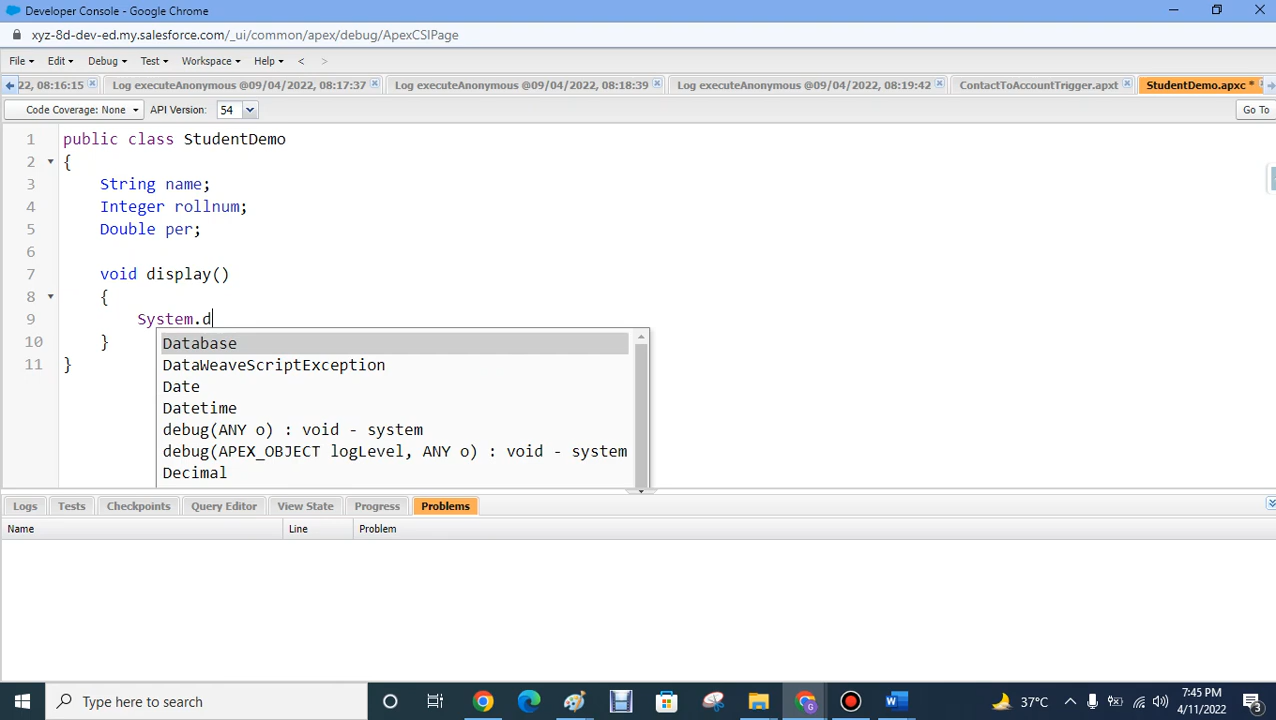 Developer Console - Google Chrome
xyz-8d-dev-ed.my.salesforce.com/_ui/common/apex/debug/ApexCSIPage
File Edit Debug Test Workspace Help < >
22, 08:16:15 Log executeAnonymous @09/04/2022, 08:17:37 Log executeAnonymous @09/04/2022, 08:18:39 Log executeAnonymous @09/04/2022, 08:19:42 ContactToAccountTrigger.apxt StudentDemo.apxc *
Code Coverage: None API Version: 54 Go To
1 public class StudentDemo
2 {
3 String name;
4 Integer rollnum;
5 Double per;
6
7 void display()
8 {
9 System.d
Database
10 }
DataWeaveScriptException
11 }
Date
Datetime
debug(ANY o) : void - system
debug(APEX_OBJECT logLevel, ANY o) : void - system
Decimal
Logs Tests Checkpoints Query Editor View State Progress Problems
Name Line Problem
Type here to search
37°C
7:45 PM
4/11/2022
3